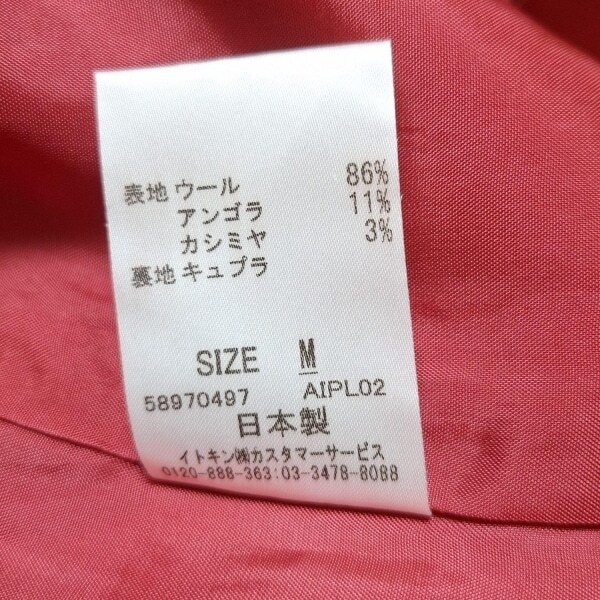 表地 ウール 86%
アンゴラ 11%
カシミヤ 3%
裏地 キュプラ
SIZE M
58970497 AIPL02
日本製
イトキン㈱カスタマーサービス
0120-888-363:03-3478-8088